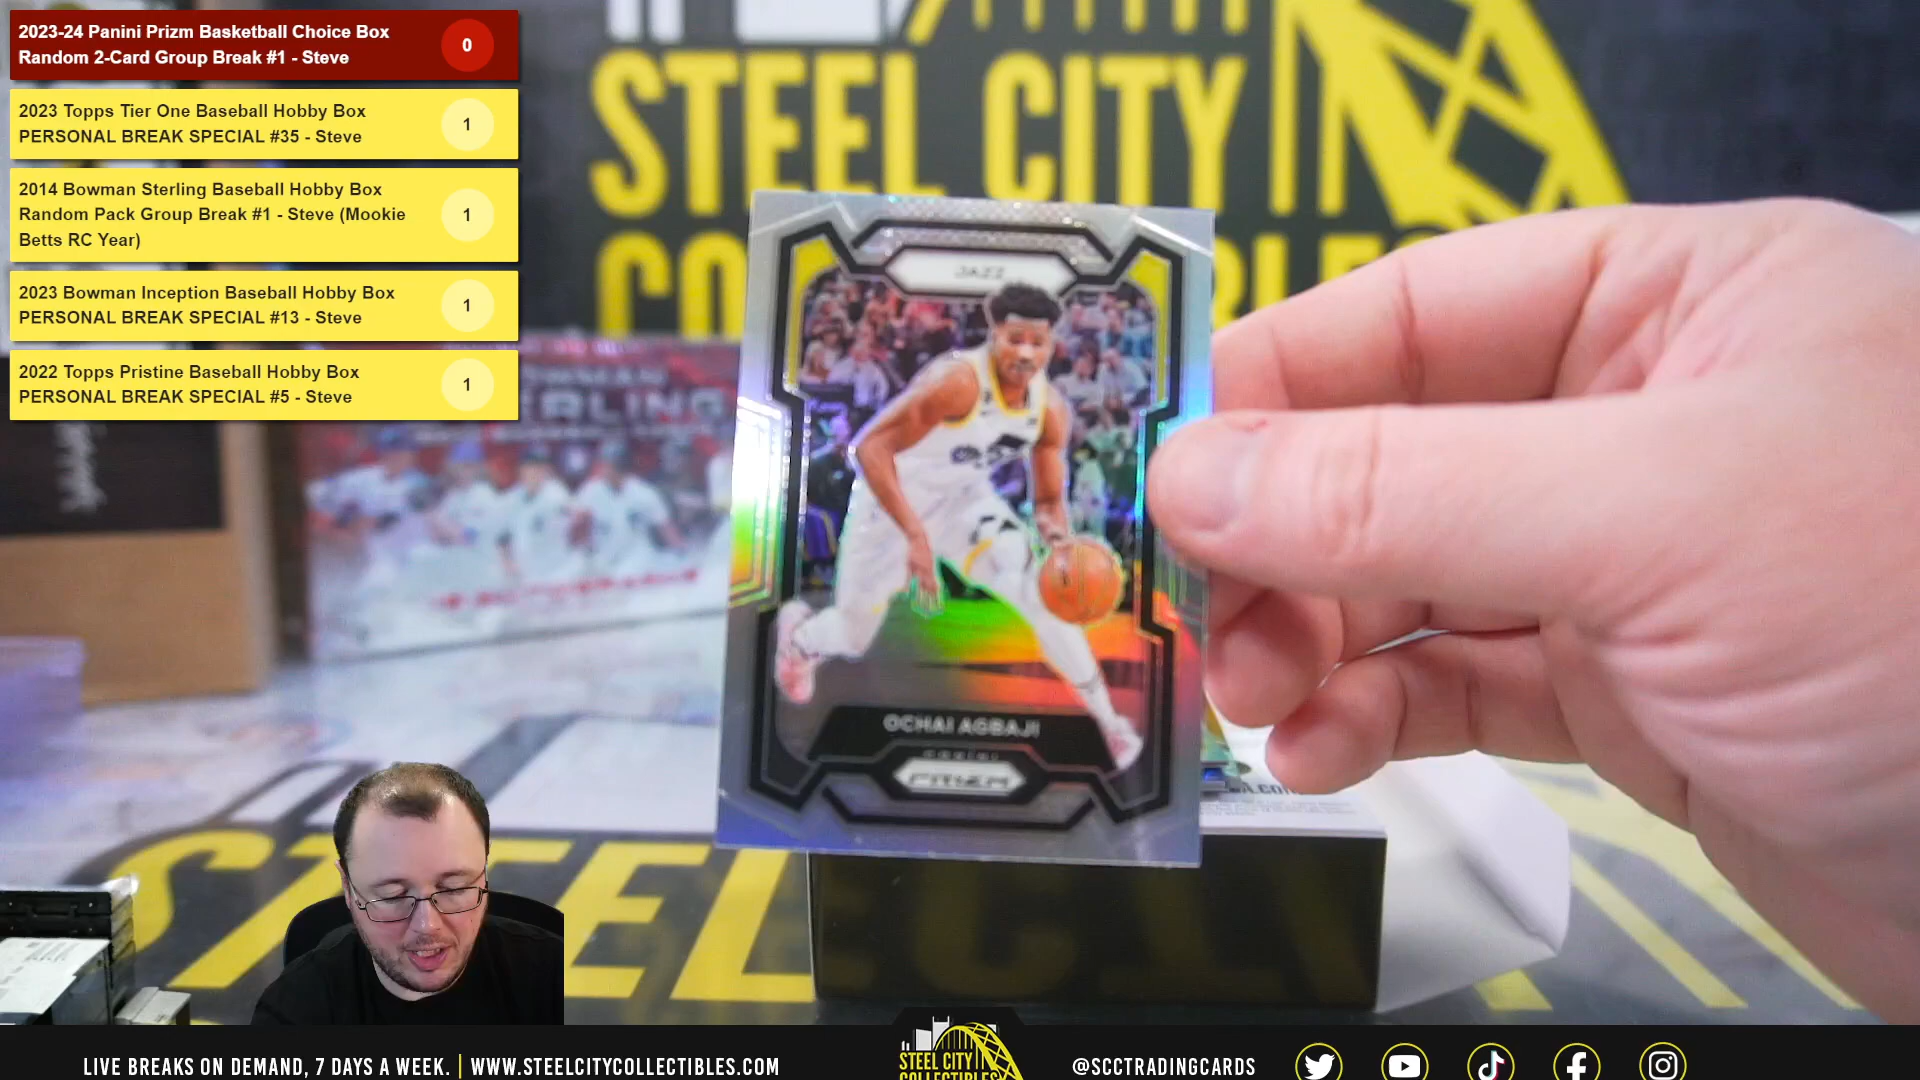 2023-24 Panini Prizm Basketball Choice Box
Random 2-Card Group Break #1 - Steve
0
2023 Topps Tier One Baseball Hobby Box
PERSONAL BREAK SPECIAL #35 - Steve
1
2014 Bowman Sterling Baseball Hobby Box
Random Pack Group Break #1 - Steve (Mookie
Betts RC Year)
1
2023 Bowman Inception Baseball Hobby Box
PERSONAL BREAK SPECIAL #13 - Steve
1
2022 Topps Pristine Baseball Hobby Box
PERSONAL BREAK SPECIAL #5 - Steve
1
STEEL CITY
JAZZ
OCHAI AGBAJI
PANINI
PRIZM
STEEL CITY
LIVE BREAKS ON DEMAND, 7 DAYS A WEEK. | WWW.STEELCITYCOLLECTIBLES.COM
STEEL CITY
COLLECTIBLES
@SCCTRADINGCARDS